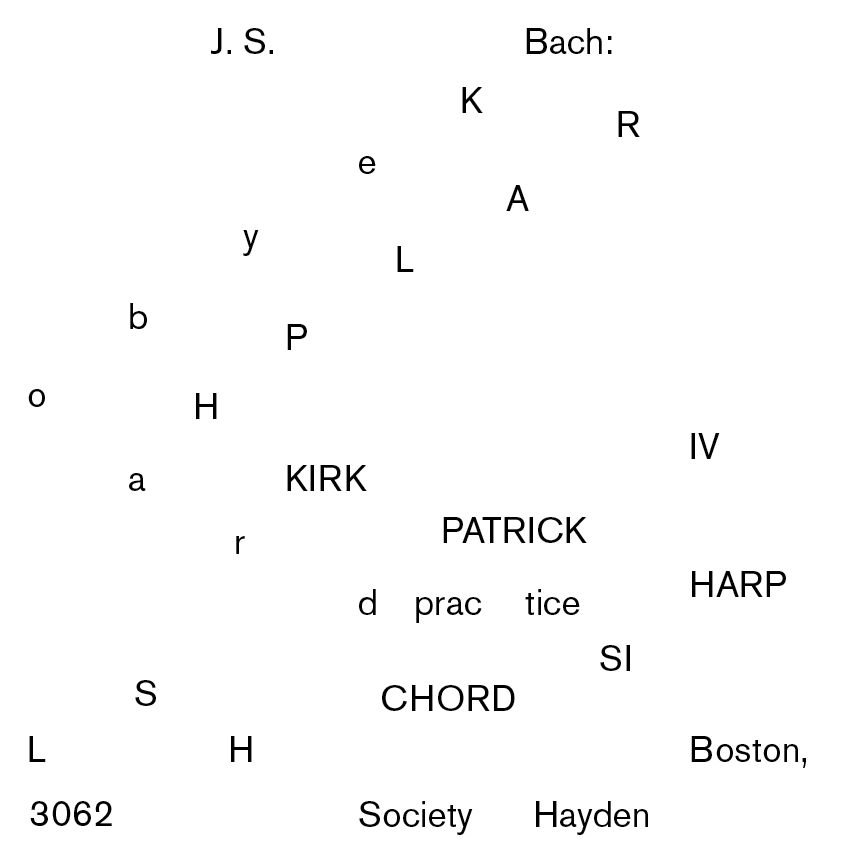 J. S. Bach:
K
R
e
A
y
L
b
P
o
H
IV
a KIRK
PATRICK
r
HARP
d prac tice
SI
S CHORD
L H Boston,
3062 Society Hayden